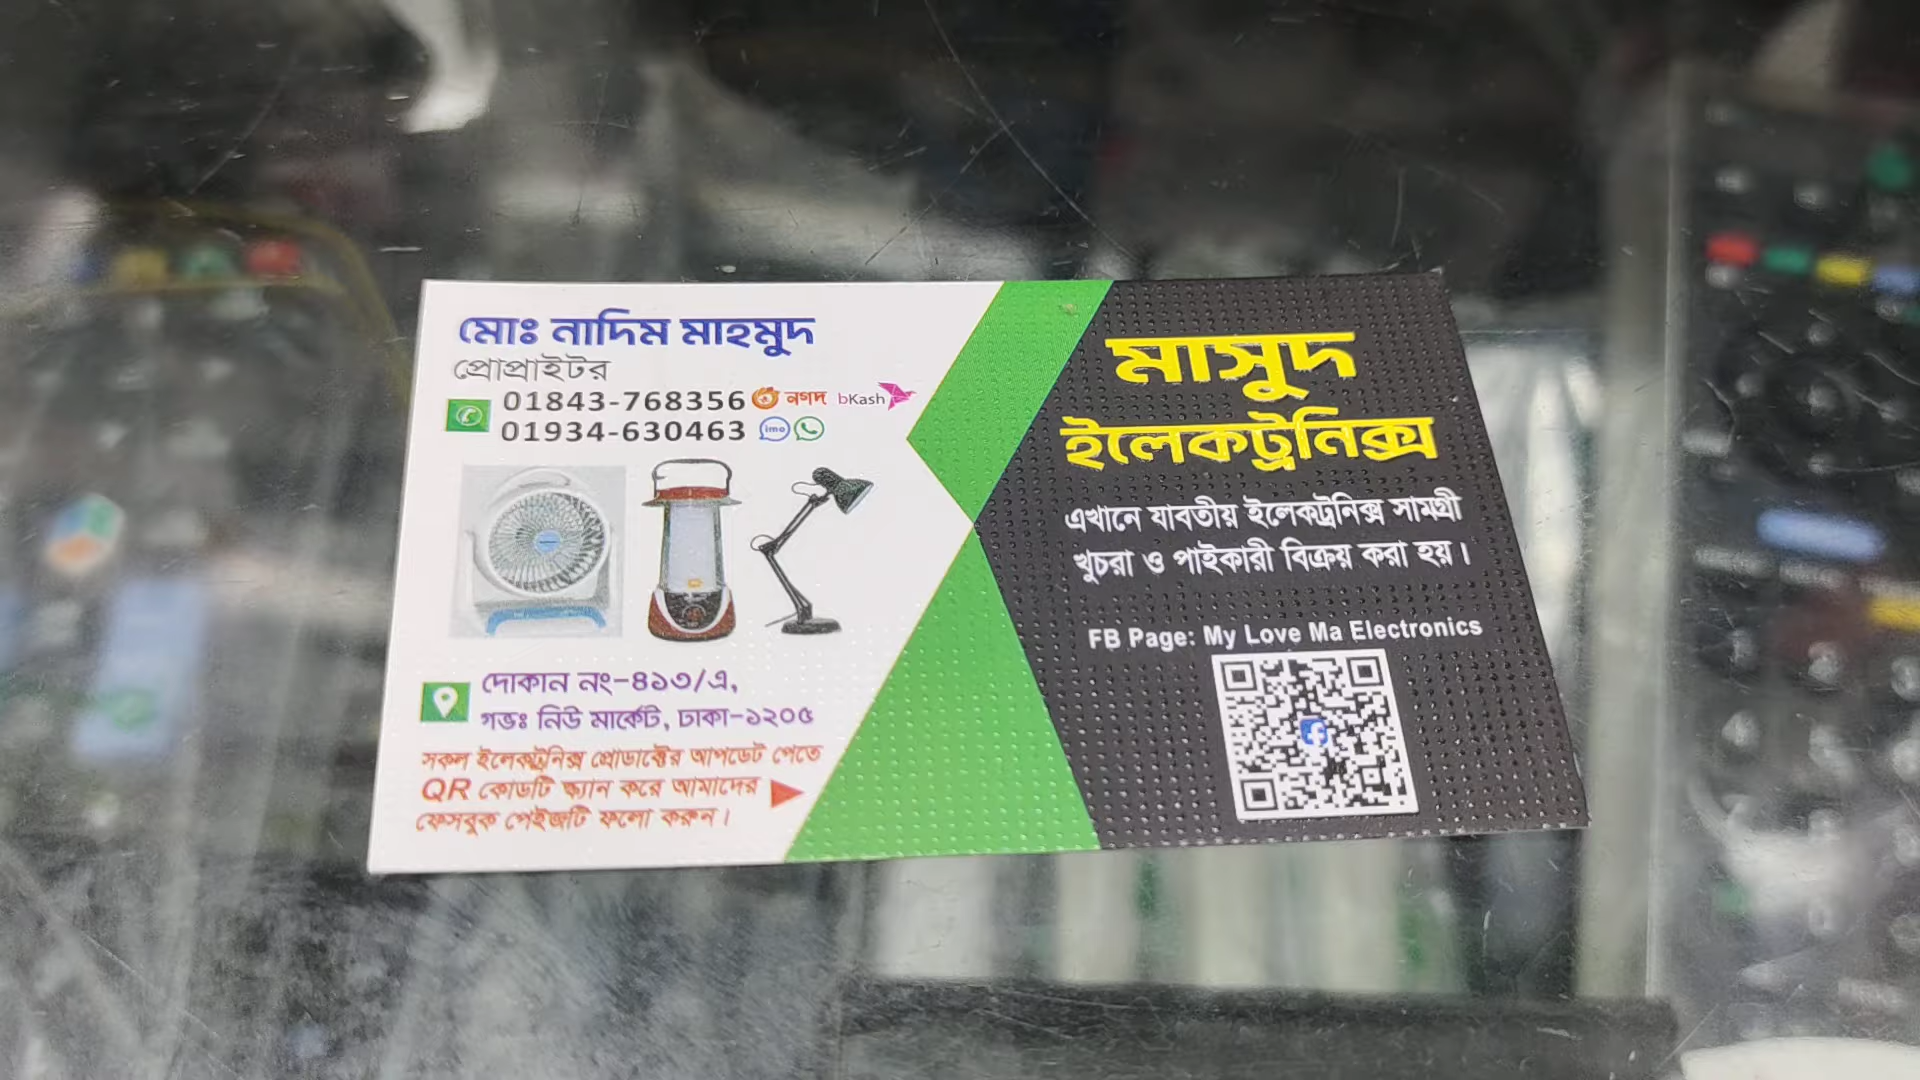 মোঃ নাদিম মাহমুদ
প্রোপ্রাইটর
01843-768356 নগদ bKash
01934-630463 imo
দোকান নং-৪১৩/এ,
গভঃ নিউ মার্কেট, ঢাকা-১২০৫
সকল ইলেকট্রনিক্স প্রোডাক্টের আপডেট পেতে
QR কোডটি স্ক্যান করে আমাদের
ফেসবুক পেইজটি ফলো করুন।
মাসুদ
ইলেকট্রনিক্স
এখানে যাবতীয় ইলেকট্রনিক্স সামগ্রী
খুচরা ও পাইকারী বিক্রয় করা হয়।
FB Page: My Love Ma Electronics